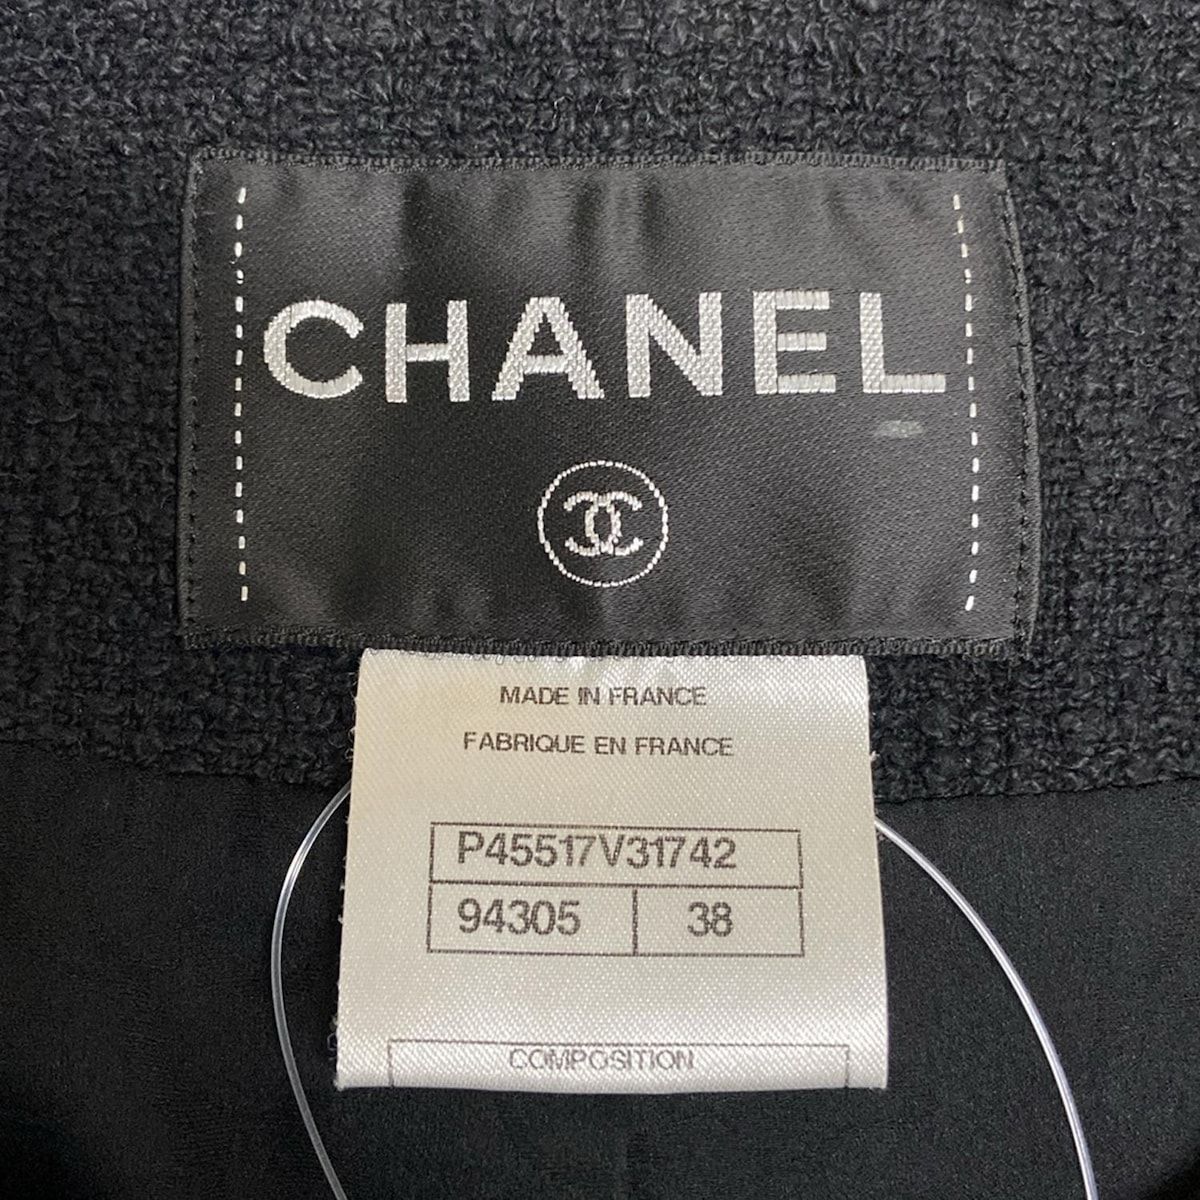 CHANEL
MADE IN FRANCE
FABRIQUE EN FRANCE
P45517V31742
94305 38
COMPOSITION